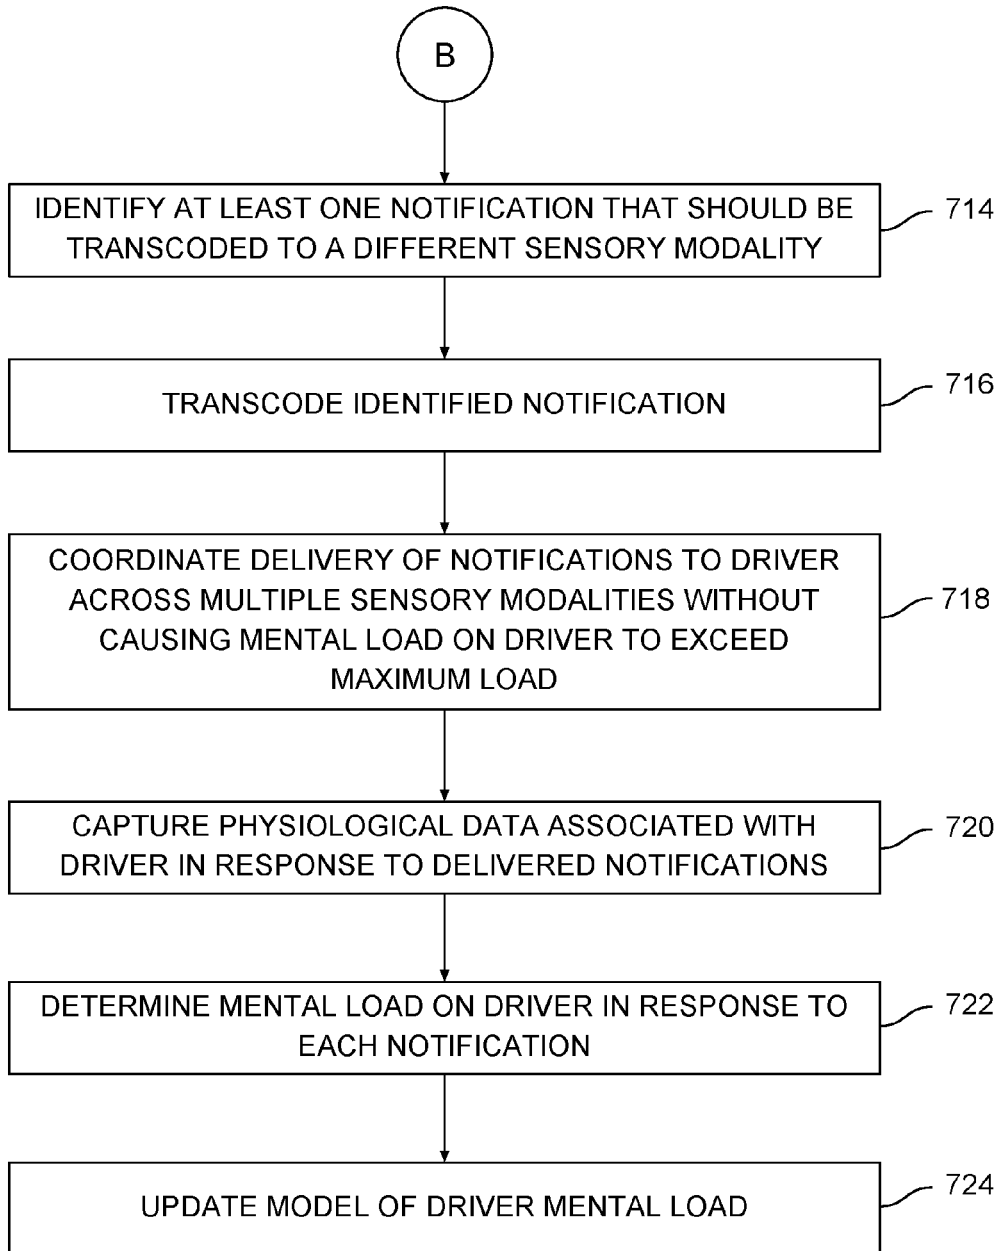 B
IDENTIFY AT LEAST ONE NOTIFICATION THAT SHOULD BE
TRANSCODED TO A DIFFERENT SENSORY MODALITY
714
TRANSCODE IDENTIFIED NOTIFICATION
716
COORDINATE DELIVERY OF NOTIFICATIONS TO DRIVER
ACROSS MULTIPLE SENSORY MODALITIES WITHOUT
CAUSING MENTAL LOAD ON DRIVER TO EXCEED
MAXIMUM LOAD
718
CAPTURE PHYSIOLOGICAL DATA ASSOCIATED WITH
DRIVER IN RESPONSE TO DELIVERED NOTIFICATIONS
720
DETERMINE MENTAL LOAD ON DRIVER IN RESPONSE TO
EACH NOTIFICATION
722
UPDATE MODEL OF DRIVER MENTAL LOAD
724